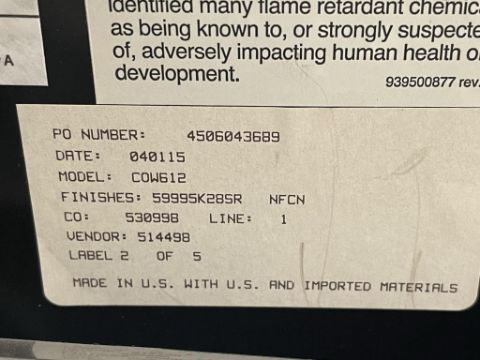 identified many flame retardant chemic
as being known to, or strongly suspecte
of, adversely impacting human health o
development.
939500877 rev.
A
PO NUMBER: 4506043689
DATE: 040115
MODEL: COW612
FINISHES: 59995K28SR NFCN
CO: 530998 LINE: 1
VENDOR: 514498
LABEL 2 OF 5
MADE IN U.S. WITH U.S. AND IMPORTED MATERIALS